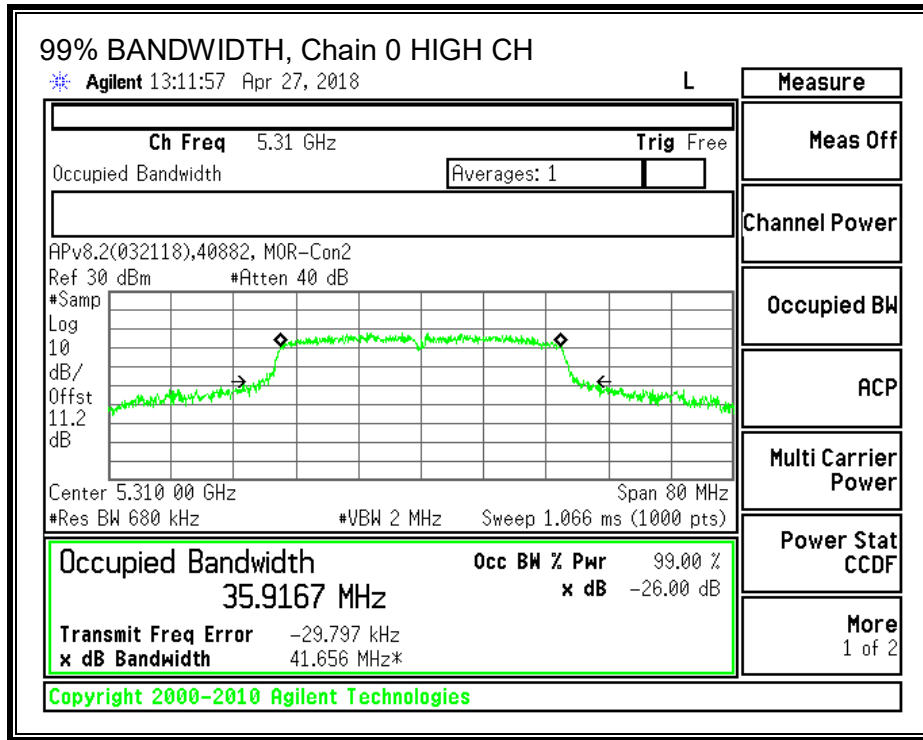 99% BANDWIDTH, Chain 0 HIGH CH
Agilent 13:11:57 Apr 27, 2018 L
Measure
Ch Freq 5.31 GHz Trig Free
Meas Off
Occupied Bandwidth Averages: 1
Channel Power
APv8.2(032118),40882, MOR-Con2
Ref 30 dBm #Atten 40 dB
#Samp
Log
10
dB/
Offst
11.2
dB
Occupied BW
ACP
Multi Carrier
Power
Center 5.310 00 GHz Span 80 MHz
#Res BW 680 kHz #VBW 2 MHz Sweep 1.066 ms (1000 pts)
Occupied Bandwidth Occ BW % Pwr 99.00 %
35.9167 MHz x dB -26.00 dB
Transmit Freq Error -29.797 kHz
x dB Bandwidth 41.656 MHz*
Power Stat
CCDF
More
1 of 2
Copyright 2000-2010 Agilent Technologies